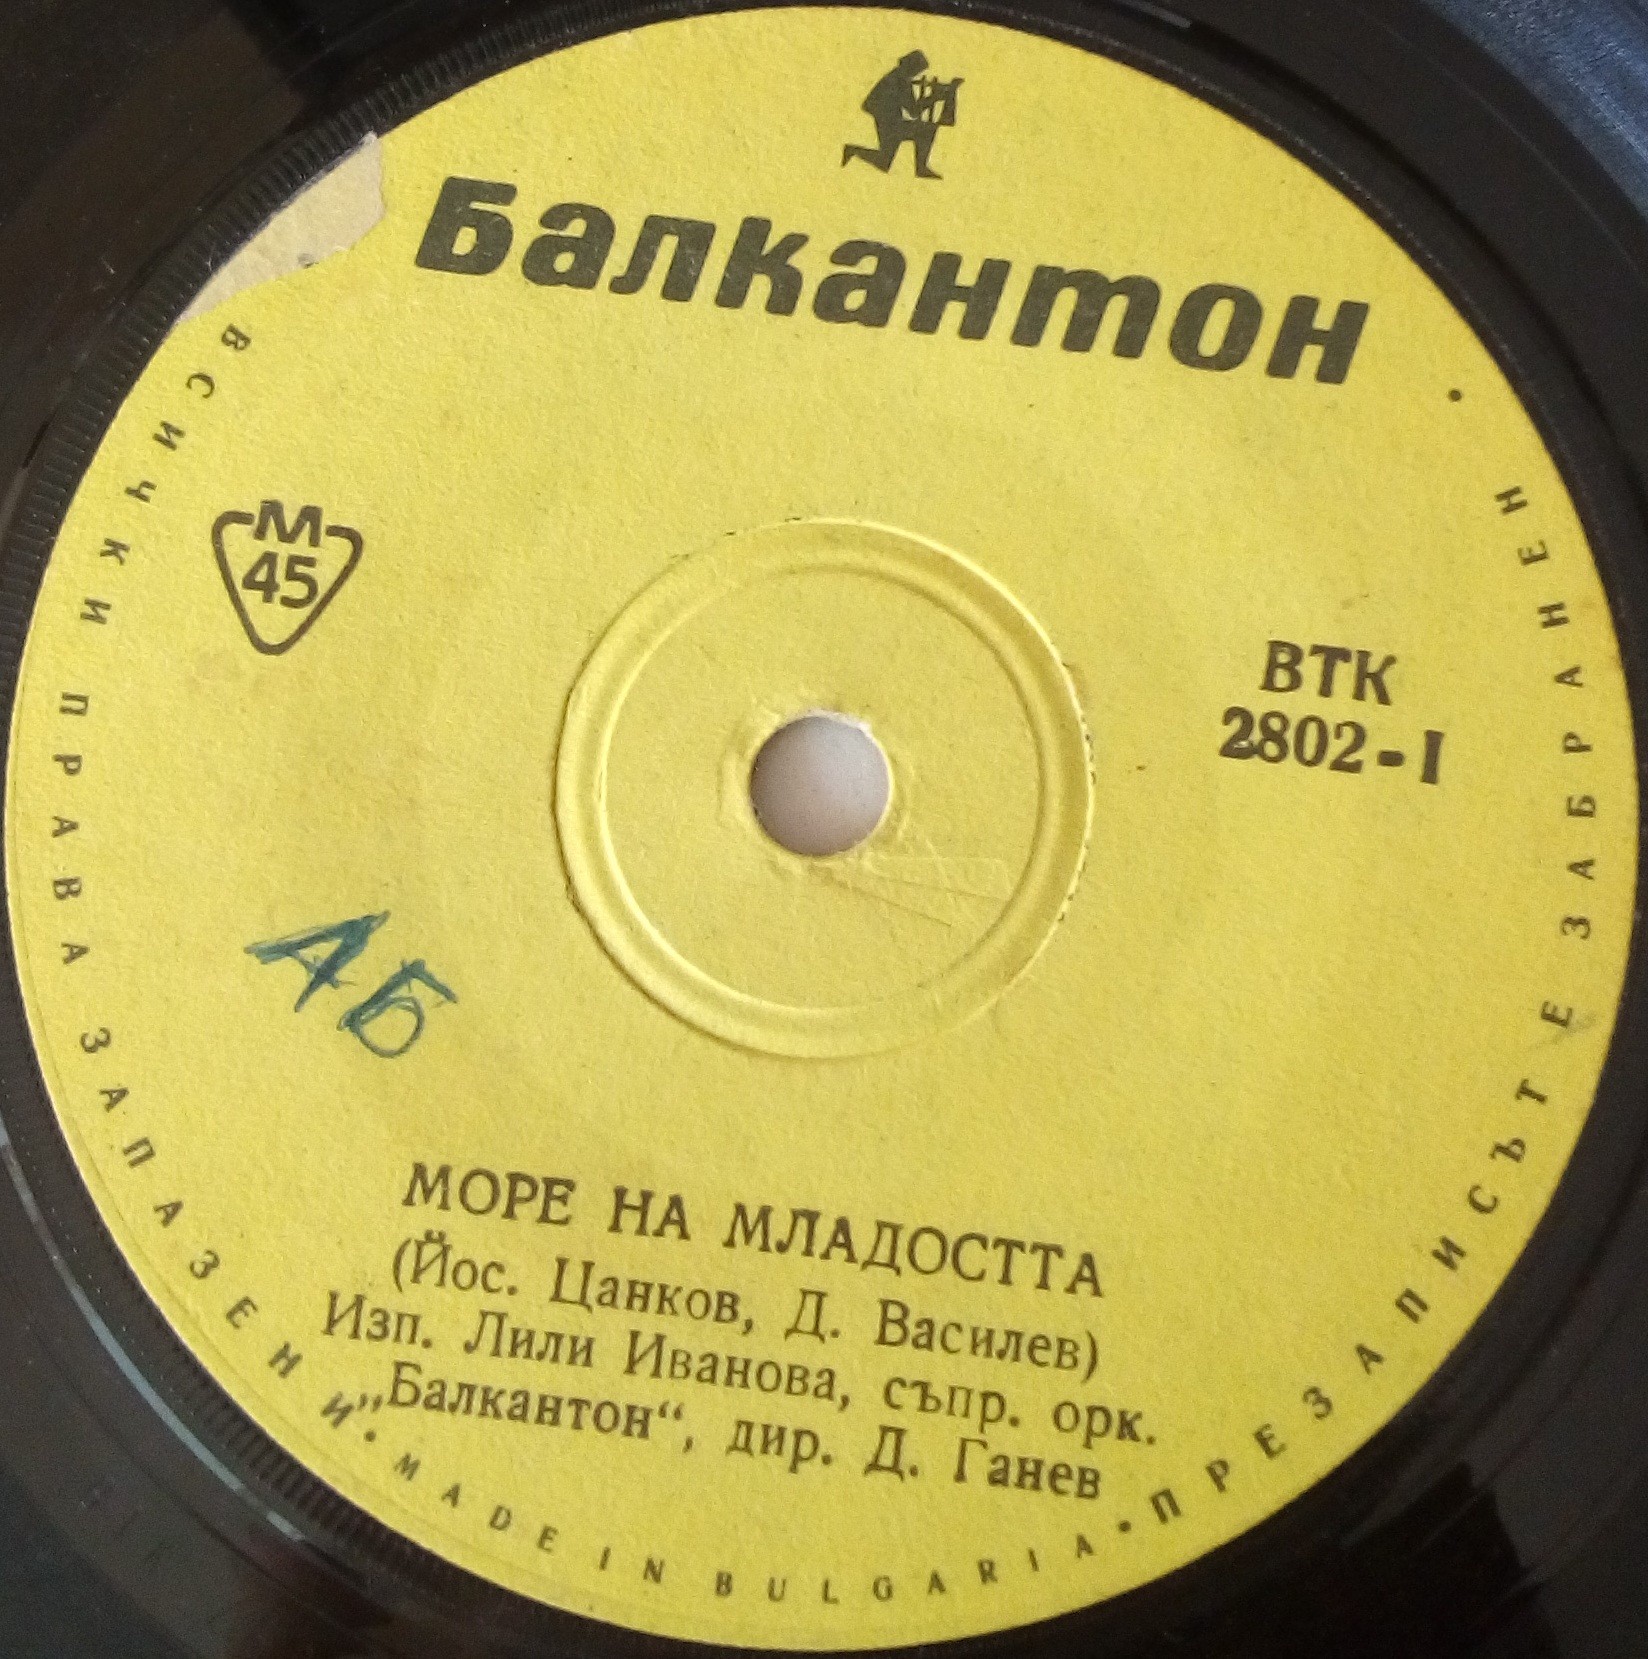 Балкантон
М
45
ВТК
2802-I
АБ
МОРЕ НА МЛАДОСТТА
(Йос. Цанков, Д. Василев)
Изп. Лили Иванова, съпр. орк.
„Балкантон“, дир. Д. Ганев
ВСИЧКИ ПРАВА ЗАПАЗЕНИ • MADE IN BULGARIA • ПРЕЗАПИСЪТ Е ЗАБРАНЕН •